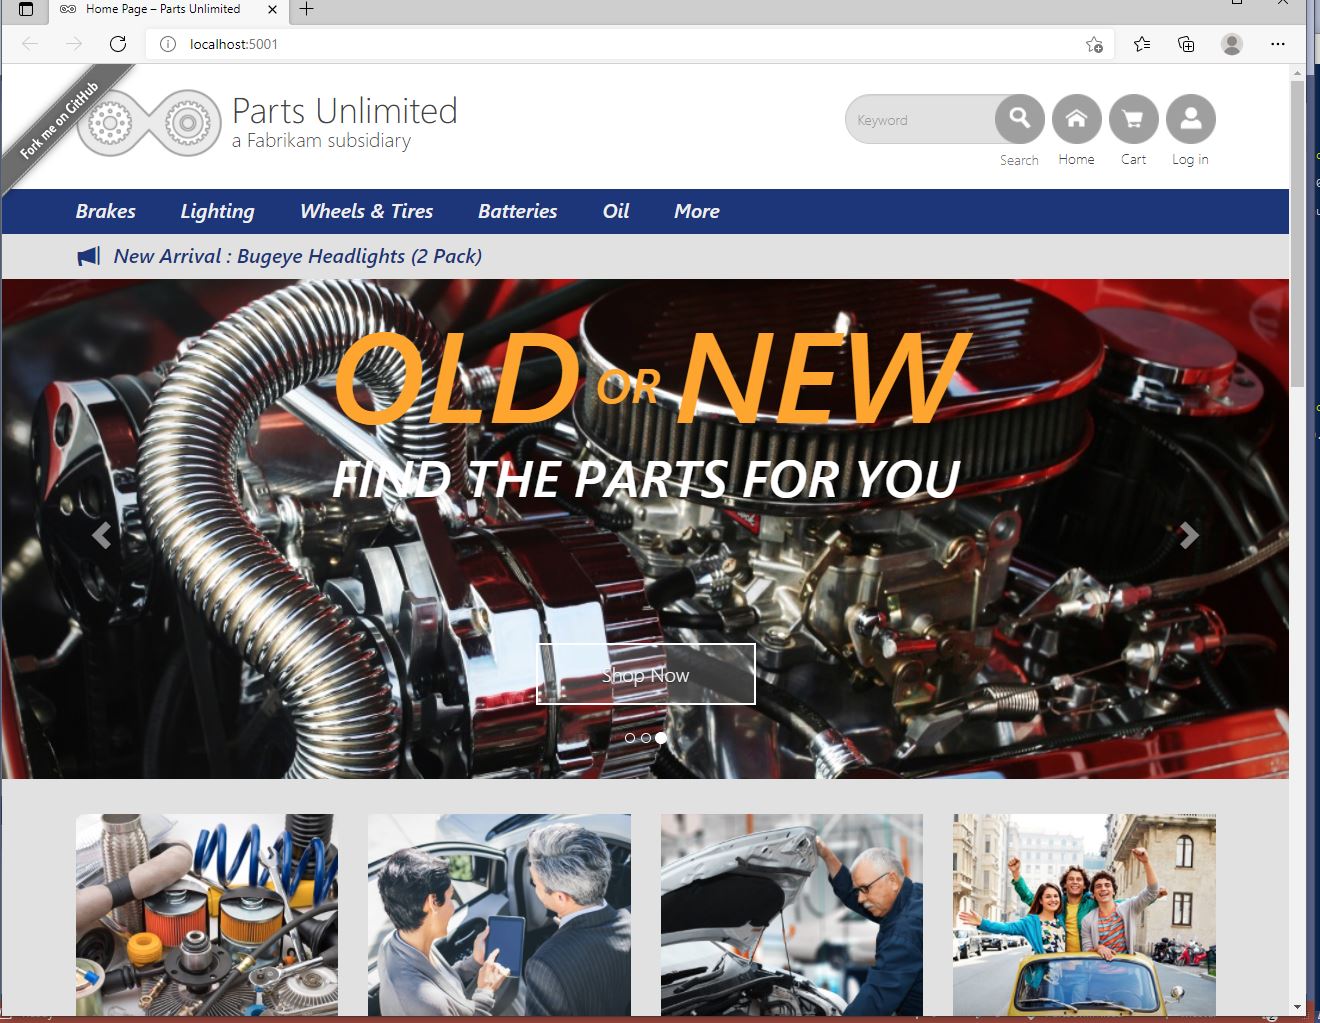 Home Page – Parts Unlimited
localhost:5001
Fork me on GitHub
Parts Unlimited
a Fabrikam subsidiary
Keyword
Search
Home
Cart
Log in
Brakes
Lighting
Wheels & Tires
Batteries
Oil
More
New Arrival : Bugeye Headlights (2 Pack)
OLD OR NEW
FIND THE PARTS FOR YOU
Shop Now